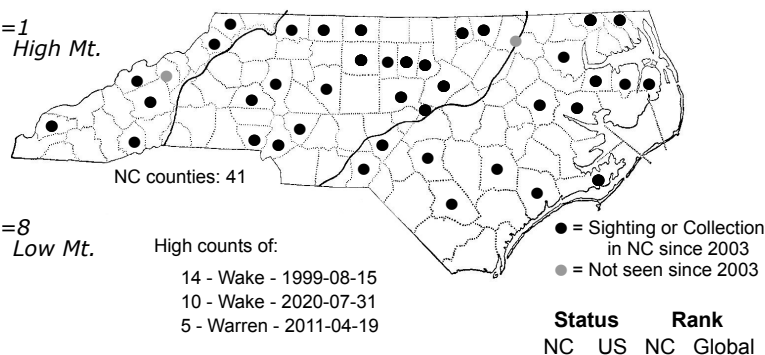 =1
High Mt.
NC counties: 41
=8
Low Mt.
High counts of:
14 - Wake - 1999-08-15
10 - Wake - 2020-07-31
5 - Warren - 2011-04-19
● = Sighting or Collection
in NC since 2003
● = Not seen since 2003
Status Rank
NC US NC Global